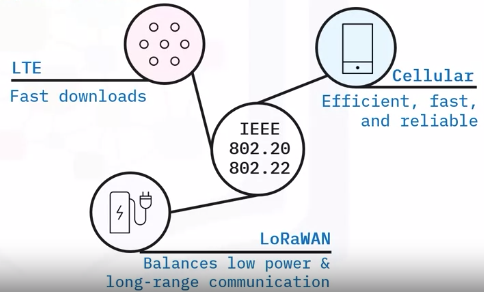 LTE
Fast downloads
Cellular
Efficient, fast,
and reliable
IEEE
802.20
802.22
LoRaWAN
Balances low power &
long-range communication